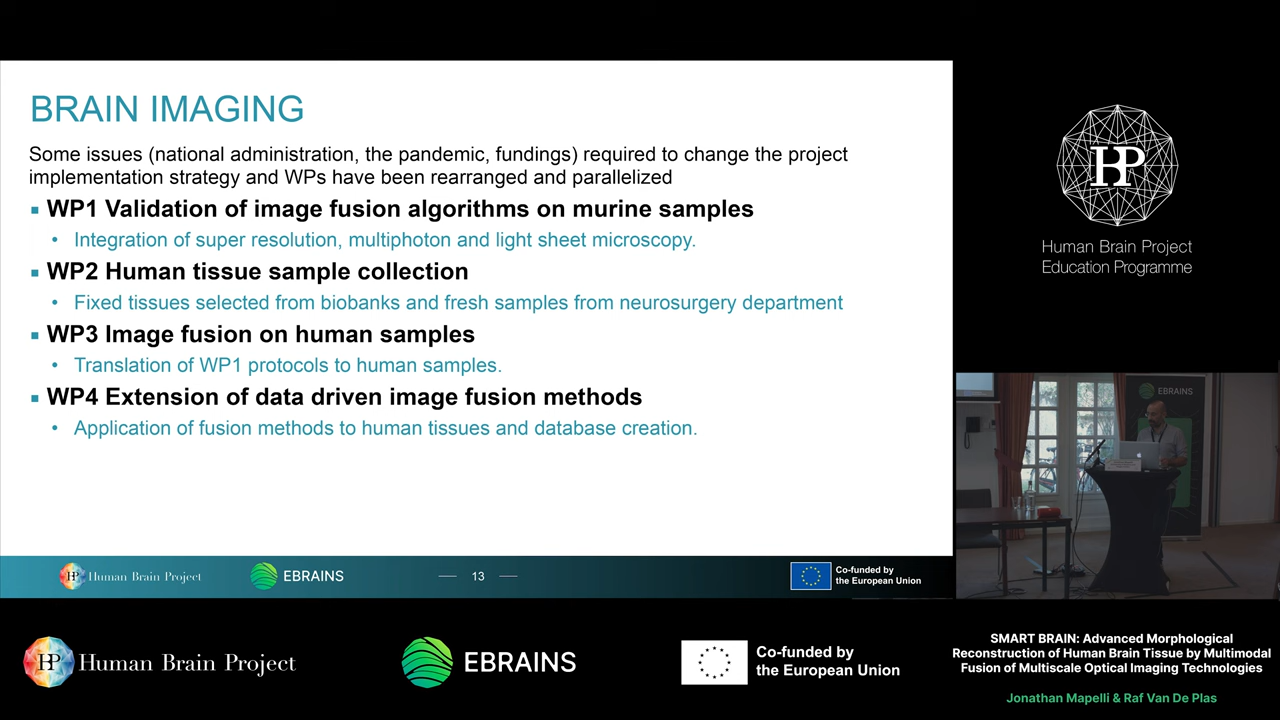 BRAIN IMAGING
Some issues (national administration, the pandemic, fundings) required to change the project
implementation strategy and WPs have been rearranged and parallelized
▪ WP1 Validation of image fusion algorithms on murine samples
• Integration of super resolution, multiphoton and light sheet microscopy.
▪ WP2 Human tissue sample collection
• Fixed tissues selected from biobanks and fresh samples from neurosurgery department
▪ WP3 Image fusion on human samples
• Translation of WP1 protocols to human samples.
▪ WP4 Extension of data driven image fusion methods
• Application of fusion methods to human tissues and database creation.
HP Human Brain Project
EBRAINS
13
Co-funded by
the European Union
HP
Human Brain Project
Education Programme
EBRAINS
HP Human Brain Project
EBRAINS
Co-funded by
the European Union
SMART BRAIN: Advanced Morphological
Reconstruction of Human Brain Tissue by Multimodal
Fusion of Multiscale Optical Imaging Technologies
Jonathan Mapelli & Raf Van De Plas